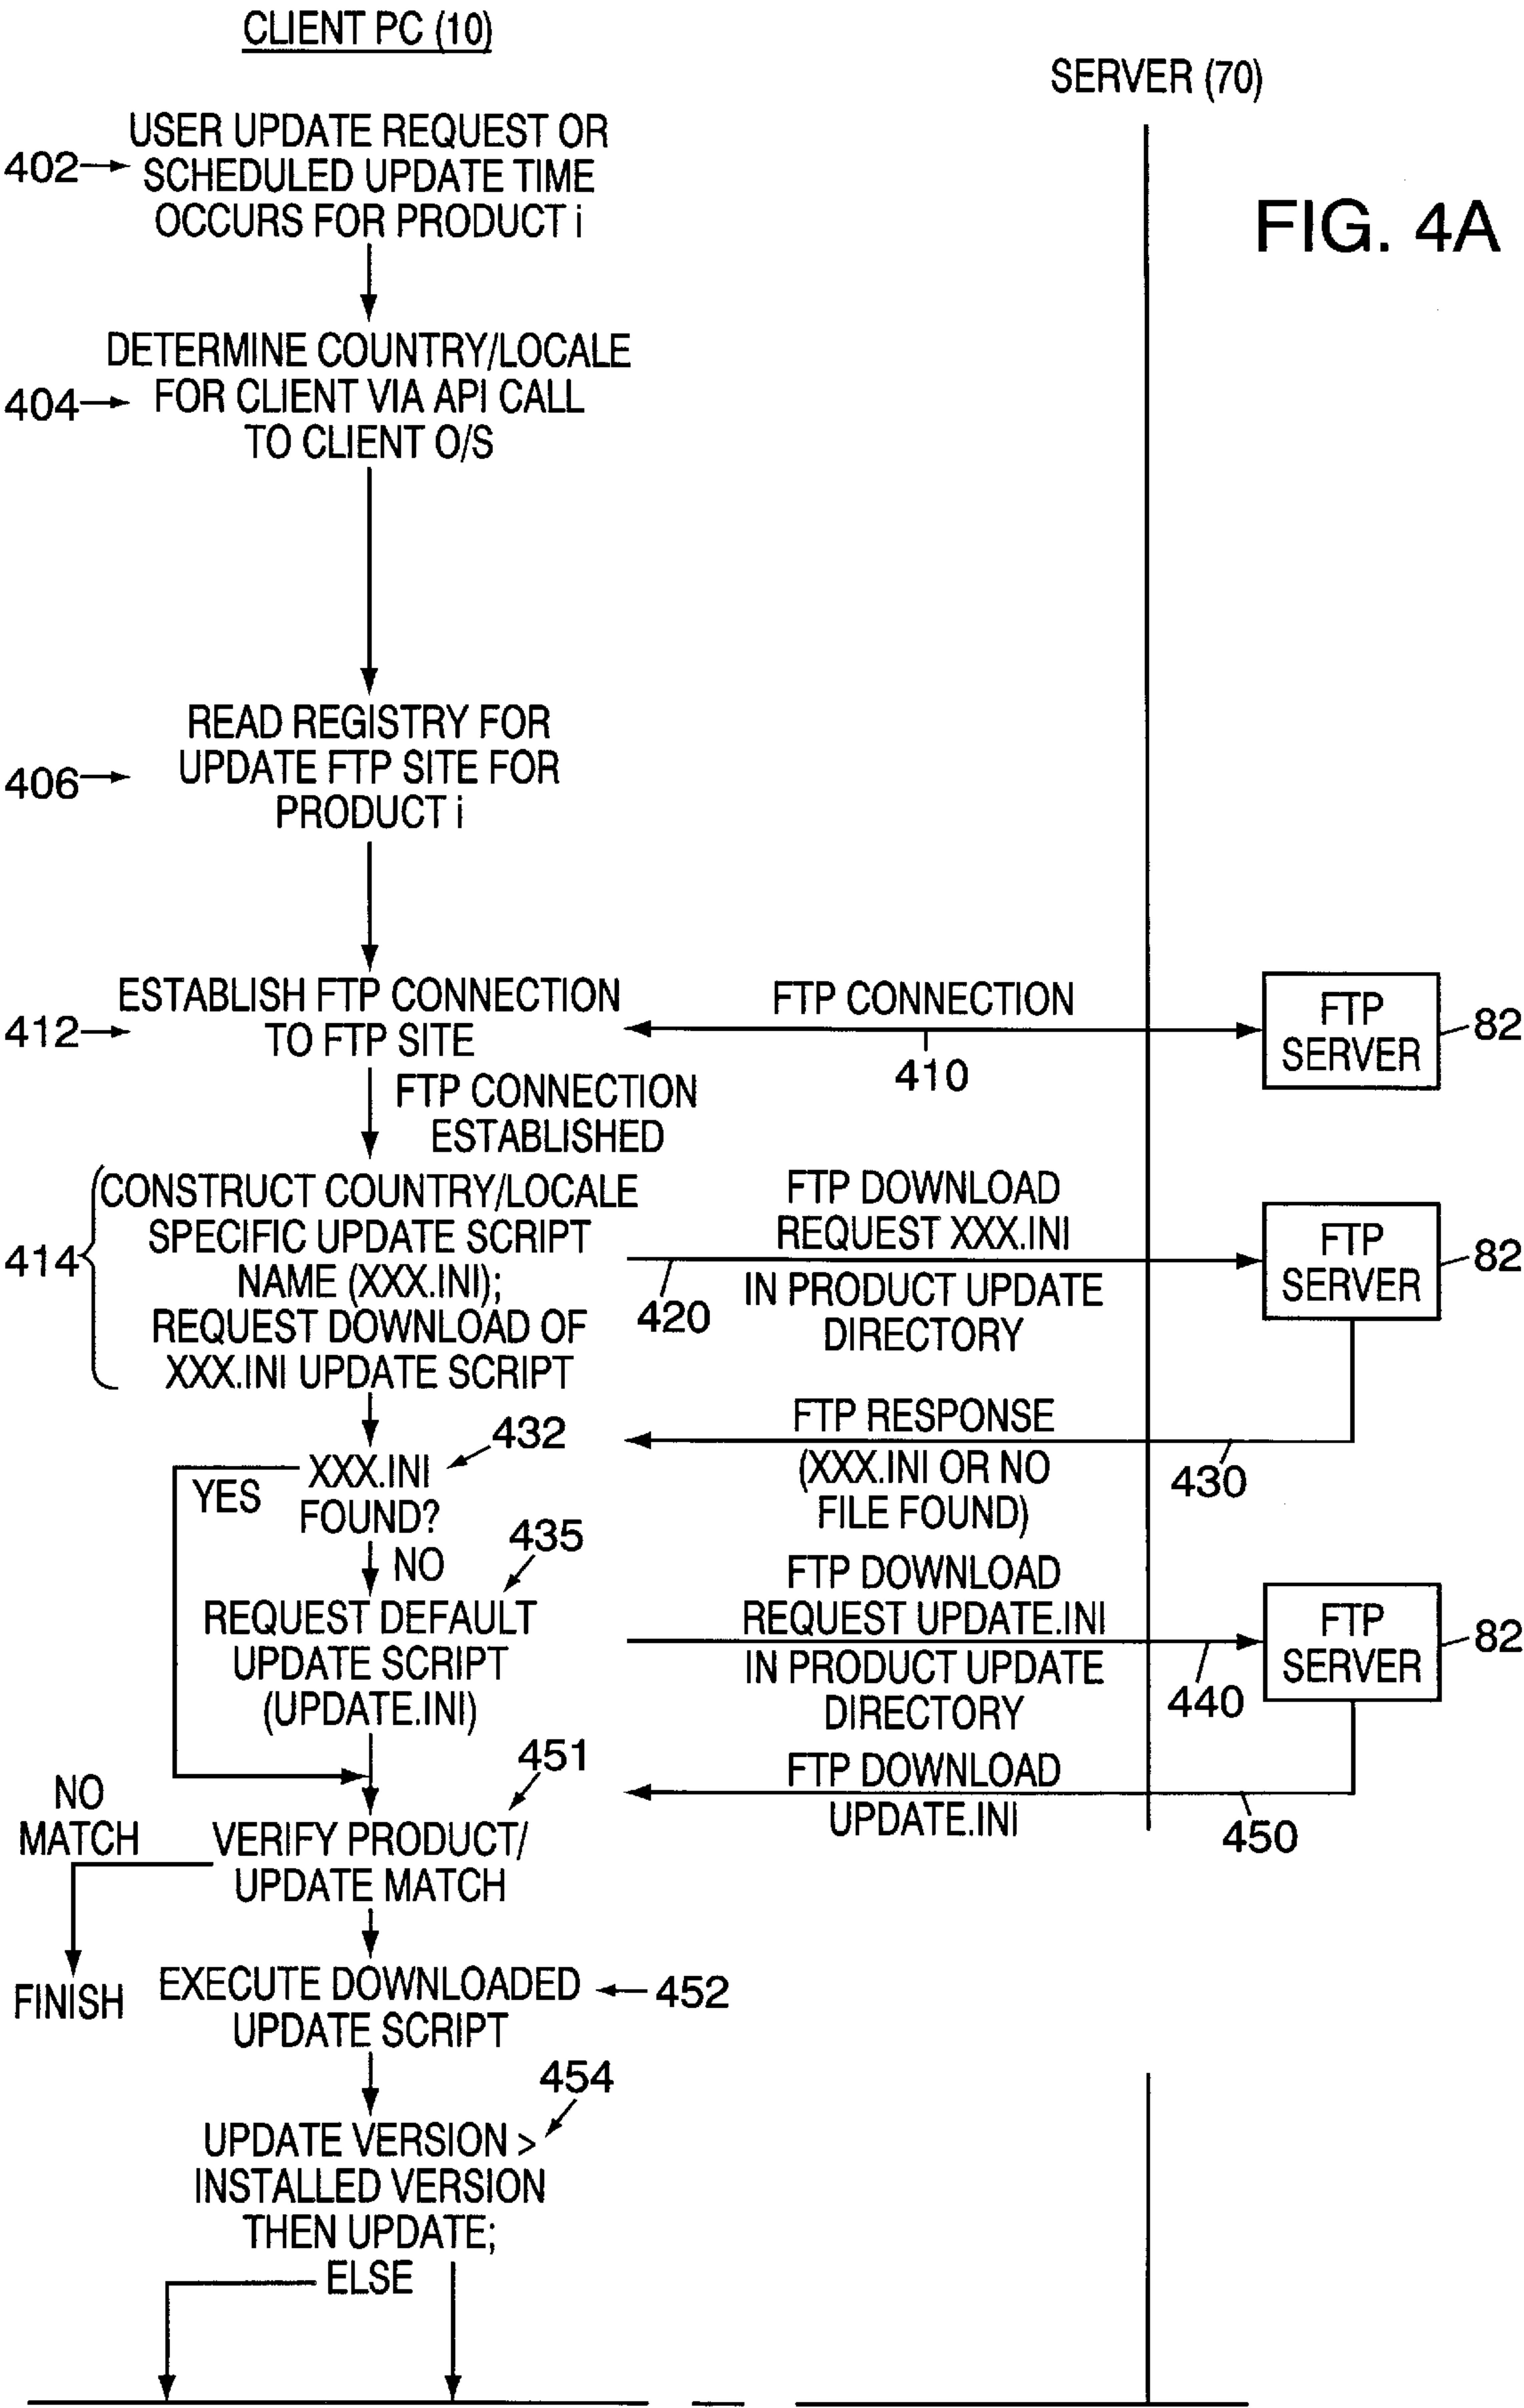 CLIENT PC (10)
SERVER (70)
FIG. 4A
402
USER UPDATE REQUEST OR
SCHEDULED UPDATE TIME
OCCURS FOR PRODUCT i
404
DETERMINE COUNTRY/LOCALE
FOR CLIENT VIA API CALL
TO CLIENT O/S
406
READ REGISTRY FOR
UPDATE FTP SITE FOR
PRODUCT i
412
ESTABLISH FTP CONNECTION
TO FTP SITE
FTP CONNECTION
410
FTP
SERVER
82
FTP CONNECTION
ESTABLISHED
414
CONSTRUCT COUNTRY/LOCALE
SPECIFIC UPDATE SCRIPT
NAME (XXX.INI);
REQUEST DOWNLOAD OF
XXX.INI UPDATE SCRIPT
FTP DOWNLOAD
REQUEST XXX.INI
IN PRODUCT UPDATE
DIRECTORY
420
FTP
SERVER
82
FTP RESPONSE
(XXX.INI OR NO
FILE FOUND)
430
432
XXX.INI
FOUND?
YES
NO
435
REQUEST DEFAULT
UPDATE SCRIPT
(UPDATE.INI)
FTP DOWNLOAD
REQUEST UPDATE.INI
IN PRODUCT UPDATE
DIRECTORY
440
FTP
SERVER
82
FTP DOWNLOAD
UPDATE.INI
450
451
NO
MATCH
VERIFY PRODUCT/
UPDATE MATCH
FINISH
EXECUTE DOWNLOADED
UPDATE SCRIPT
452
454
UPDATE VERSION >
INSTALLED VERSION
THEN UPDATE;
ELSE